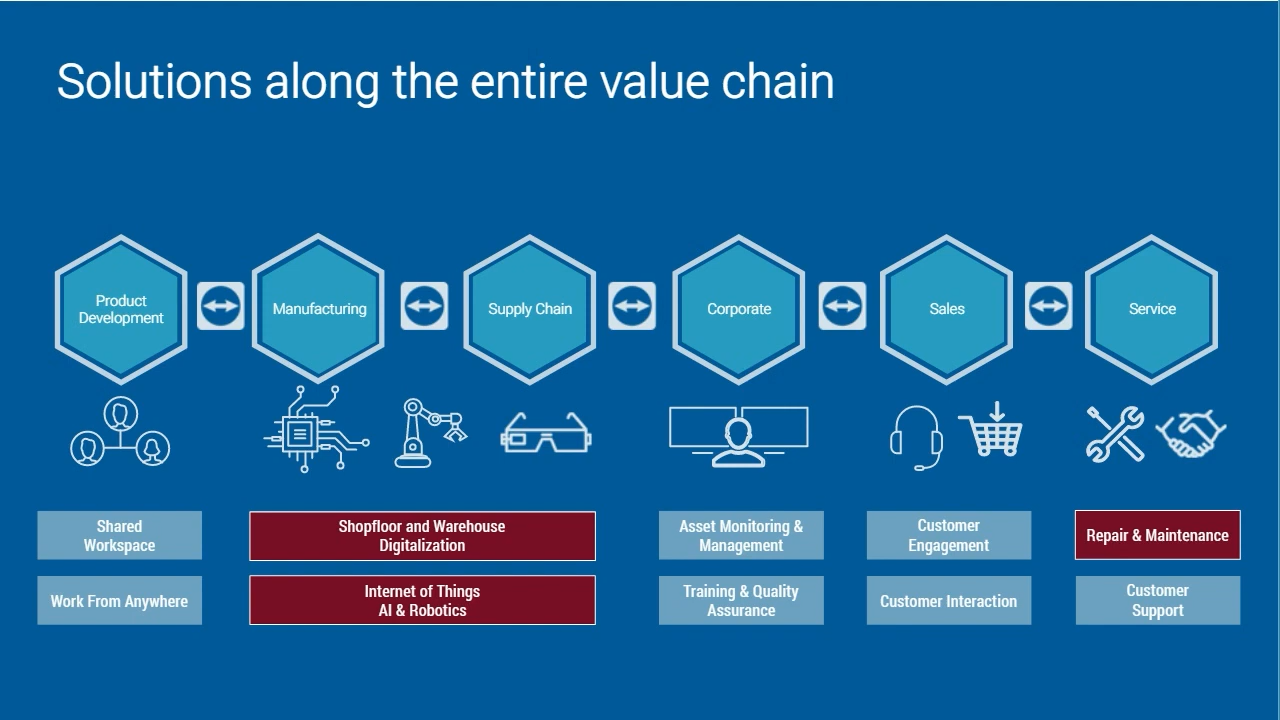 Solutions along the entire value chain
Product
Development
Manufacturing
Supply Chain
Corporate
Sales
Service
Shared
Workspace
Shopfloor and Warehouse
Digitalization
Asset Monitoring &
Management
Customer
Engagement
Repair & Maintenance
Work From Anywhere
Internet of Things
AI & Robotics
Training & Quality
Assurance
Customer Interaction
Customer
Support